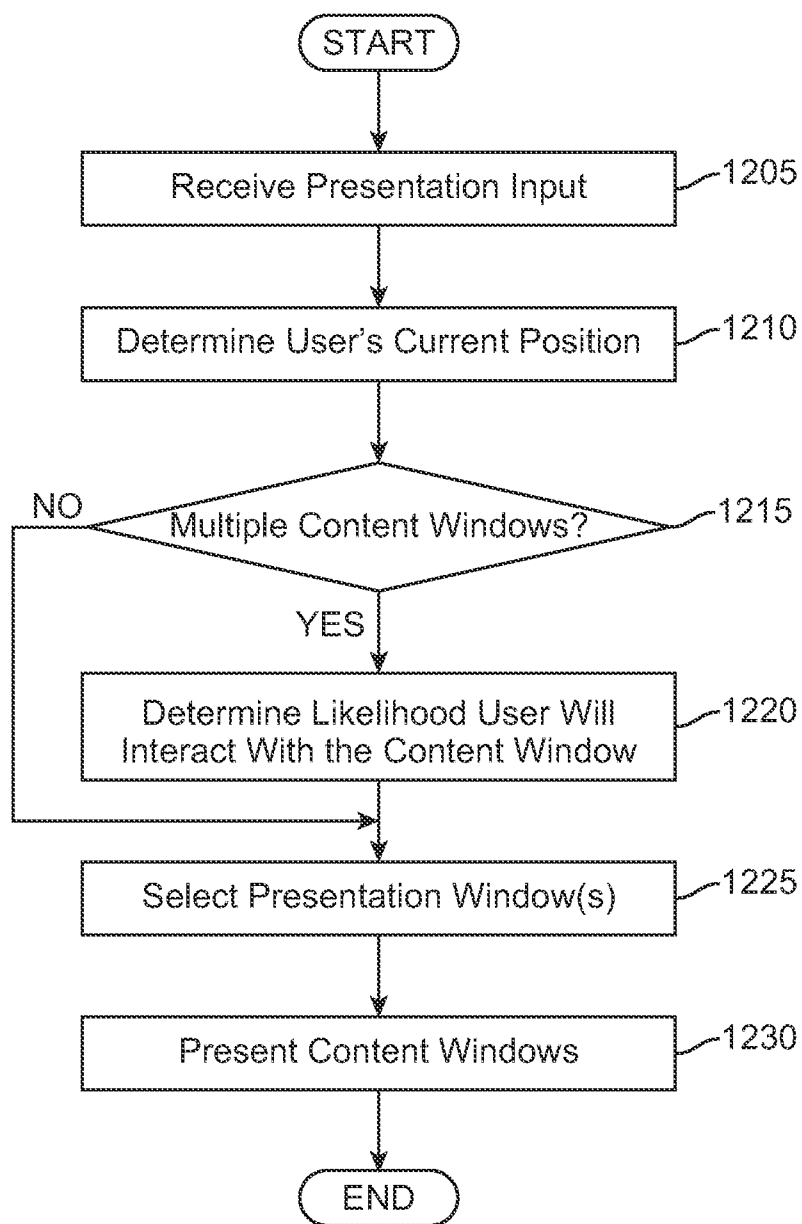 START
Receive Presentation Input
1205
Determine User's Current Position
1210
NO
Multiple Content Windows?
1215
YES
Determine Likelihood User Will
Interact With the Content Window
1220
Select Presentation Window(s)
1225
Present Content Windows
1230
END